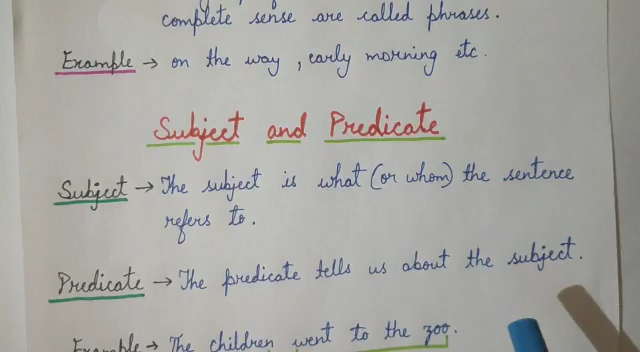 complete sense are called phrases.
Example → on the way, early morning etc.
Subject and Predicate
Subject → The subject is what (or whom) the sentence
refers to.
Predicate → The predicate tells us about the subject.
Example → The children went to the zoo.